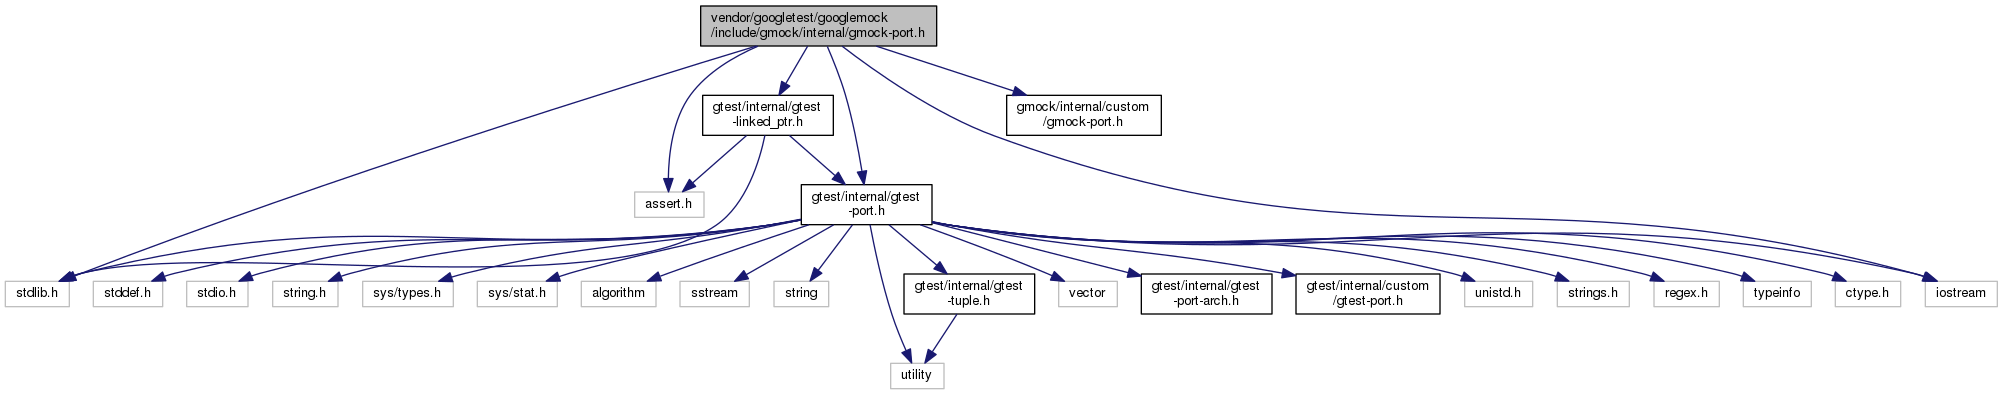 vendor/googletest/googlemock
/include/gmock/internal/gmock-port.h
gtest/internal/gtest
-linked_ptr.h
gmock/internal/custom
/gmock-port.h
assert.h
gtest/internal/gtest
-port.h
stdlib.h
stddef.h
stdio.h
string.h
sys/types.h
sys/stat.h
algorithm
sstream
string
gtest/internal/gtest
-tuple.h
vector
gtest/internal/gtest
-port-arch.h
gtest/internal/custom
/gtest-port.h
unistd.h
strings.h
regex.h
typeinfo
ctype.h
iostream
utility